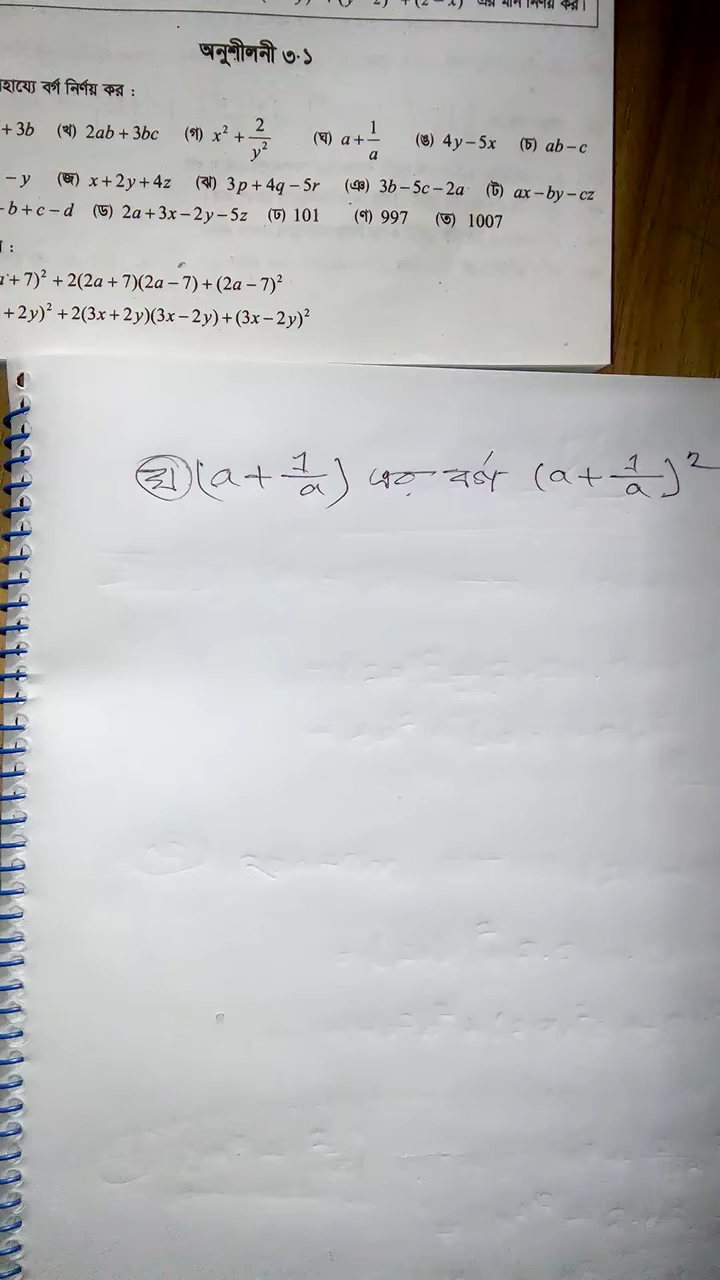 অনুশীলনী ৩.১
বর্গ নির্ণয় কর :
+ 3b (খ) 2ab + 3bc (গ) x² + 2/y² (ঘ) a + 1/a (ঙ) 4y − 5x (চ) ab − c
− y (জ) x + 2y + 4z (ঝ) 3p + 4q − 5r (ঞ) 3b − 5c − 2a (ট) ax − by − cz
− b + c − d (ড) 2a + 3x − 2y − 5z (ঢ) 101 (ণ) 997 (ত) 1007
:
+ 7)² + 2(2a + 7)(2a − 7) + (2a − 7)²
+ 2y)² + 2(3x + 2y)(3x − 2y) + (3x − 2y)²
(ঘ) (a + 1/a) এর বর্গ (a + 1/a)²